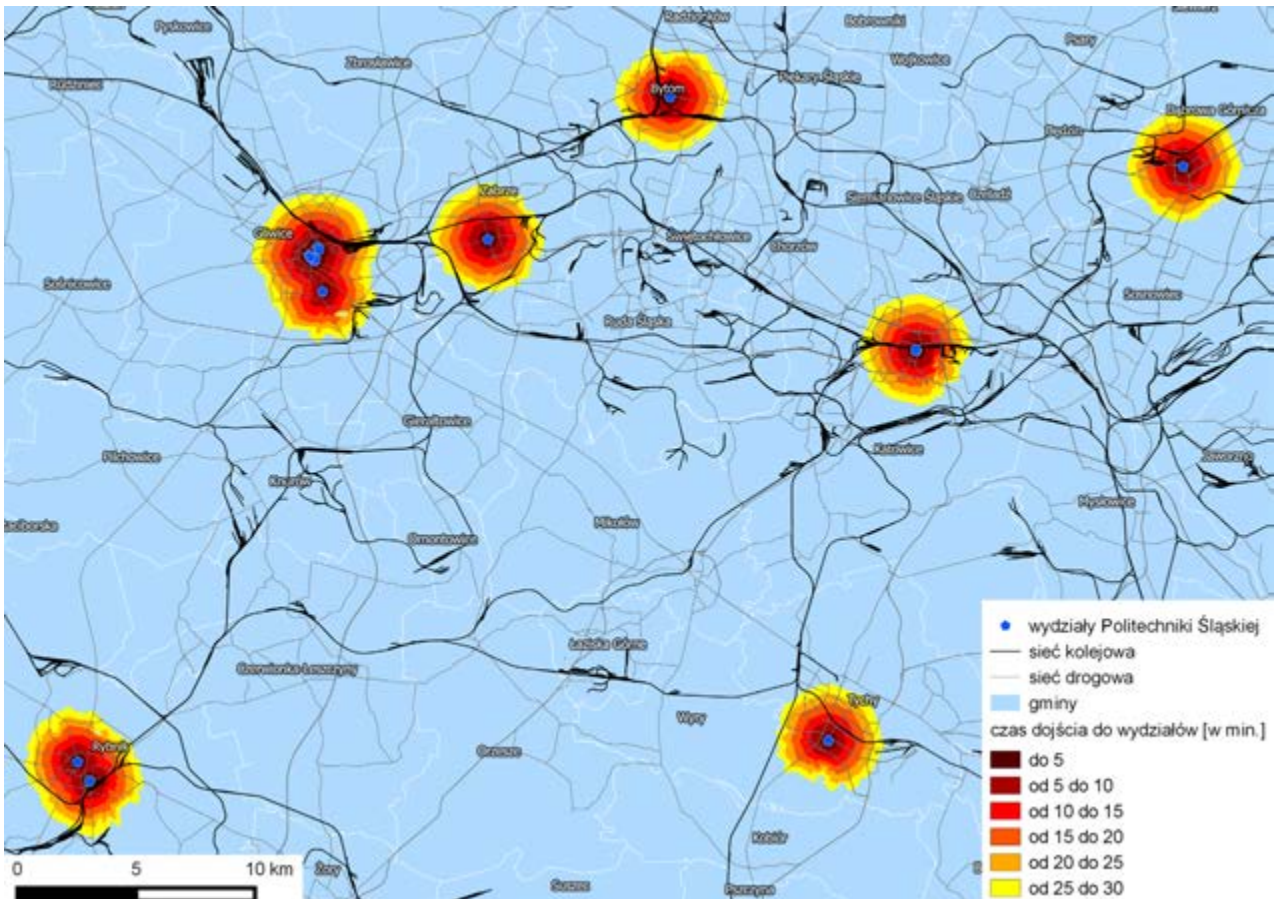 Pyskowice
Radzionków
Bobrowniki
Psary
Wojkowice
Zbrosławice
Piekary Śląskie
Rudziniec
Bytom
Dąbrowa Górnicza
Będzin
Zabrze
Siemianowice Śląskie
Czeladź
Gliwice
Świętochłowice
Chorzów
Sośnicowice
Sosnowiec
Ruda Śląska
Gierałtowice
Katowice
Pilchowice
Jaworzno
Knurów
Mysłowice
Mikołów
Ornontowice
Łaziska Górne
Czerwionka-Leszczyny
Tychy
Wyry
Rybnik
Orzesze
Kobiór
Żory
Suszec
Pszczyna
wydziały Politechniki Śląskiej
sieć kolejowa
sieć drogowa
gminy
czas dojścia do wydziałów [w min.]
do 5
od 5 do 10
od 10 do 15
od 15 do 20
od 20 do 25
od 25 do 30
0 5 10 km